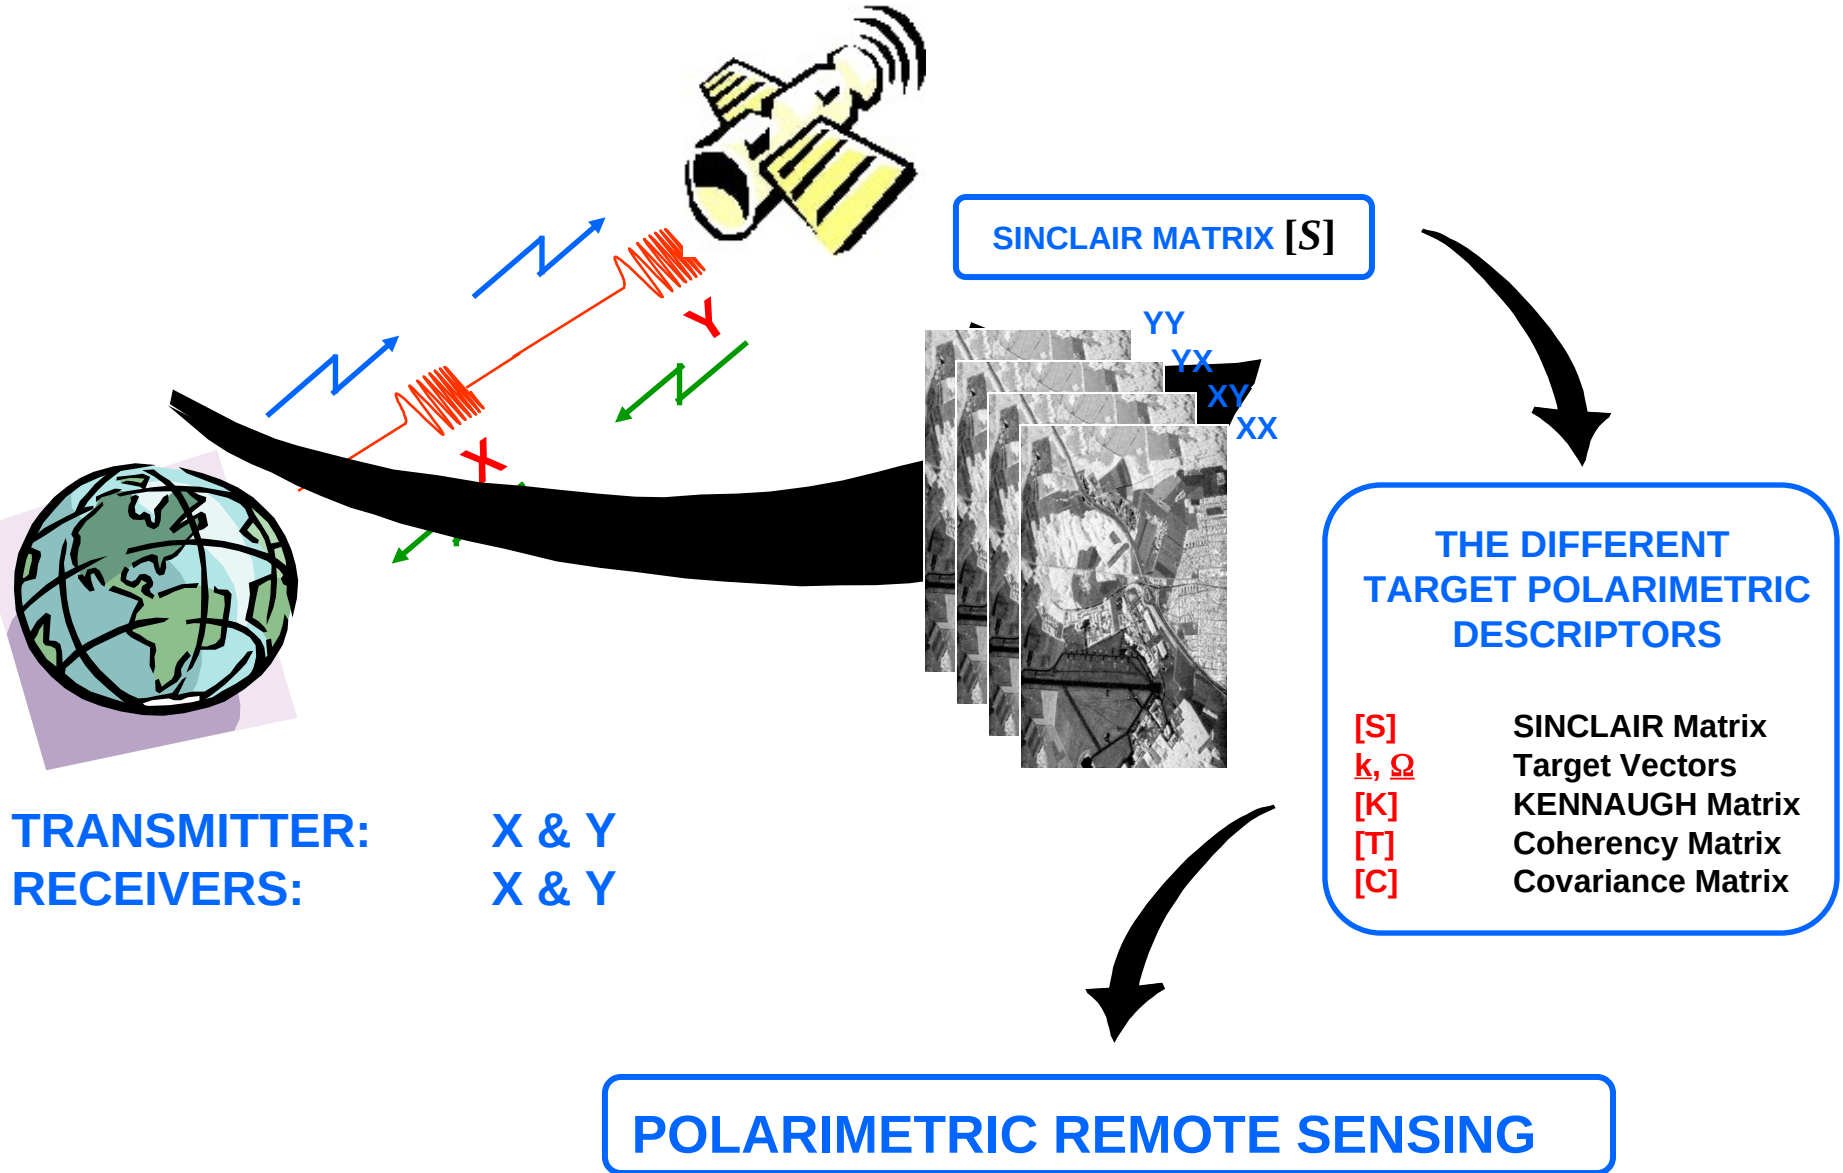 SINCLAIR MATRIX [S]
Y
X
YY
YX
XY
XX
THE DIFFERENT
TARGET POLARIMETRIC
DESCRIPTORS
[S] SINCLAIR Matrix
k, Ω Target Vectors
[K] KENNAUGH Matrix
[T] Coherency Matrix
[C] Covariance Matrix
TRANSMITTER: X & Y
RECEIVERS: X & Y
POLARIMETRIC REMOTE SENSING